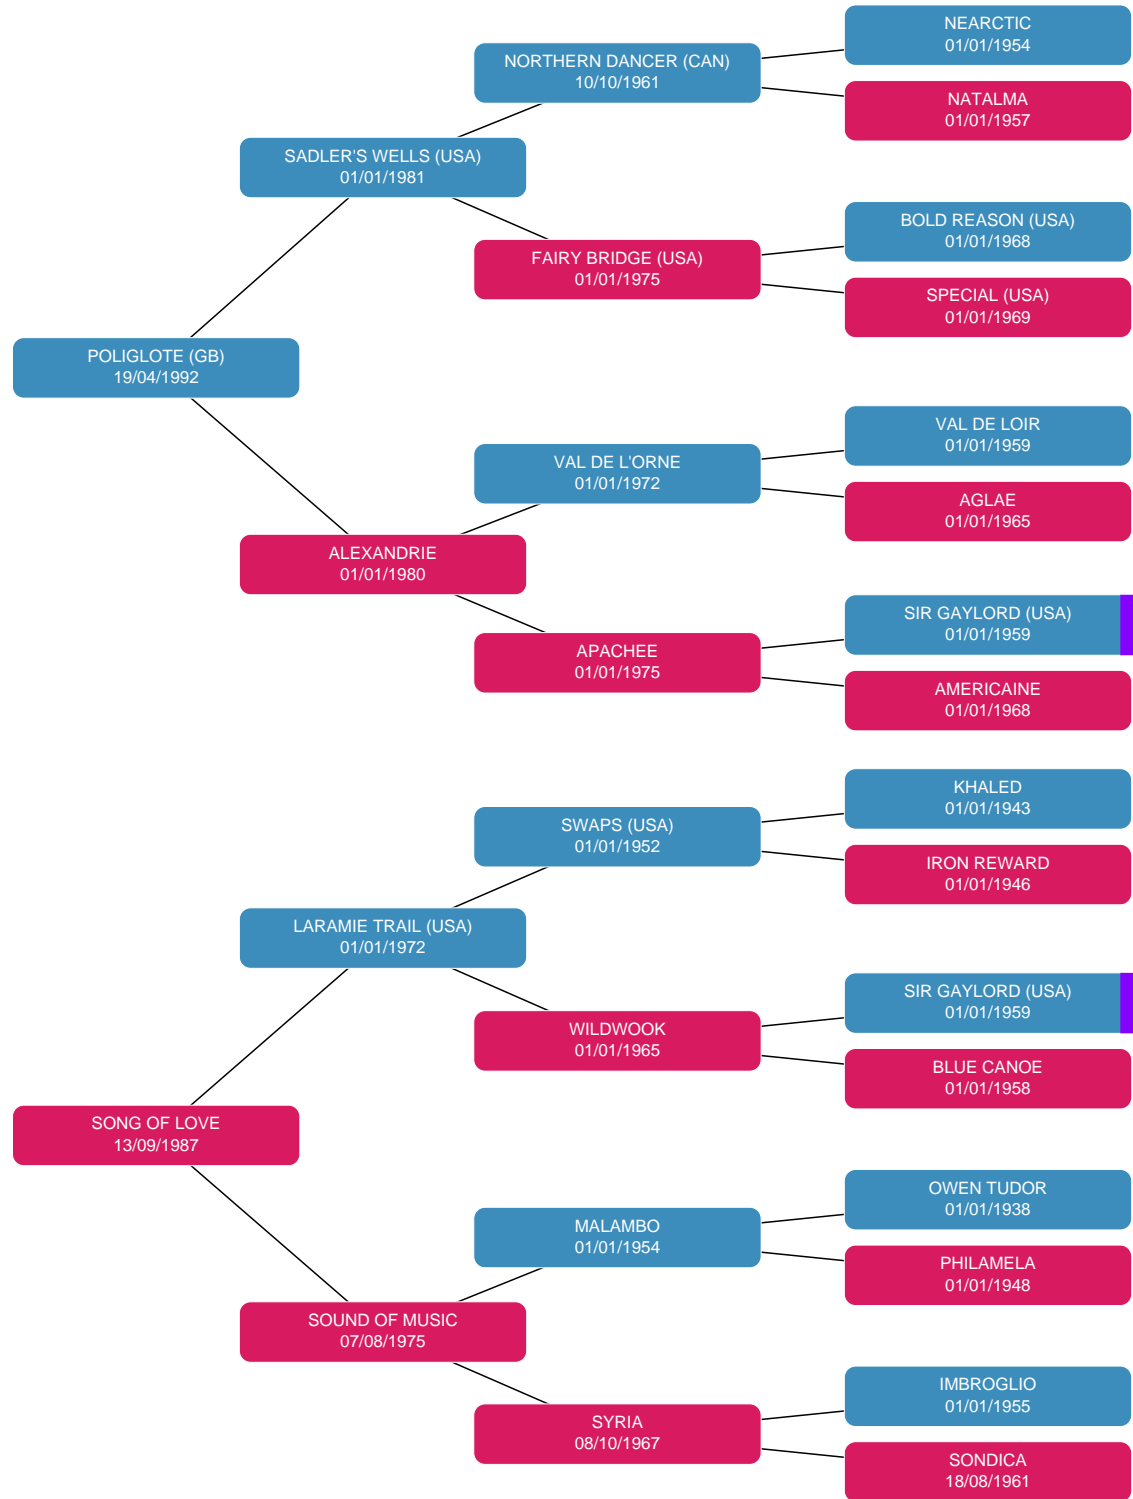 NEARCTIC
01/01/1954
NORTHERN DANCER (CAN)
10/10/1961
NATALMA
01/01/1957
SADLER'S WELLS (USA)
01/01/1981
BOLD REASON (USA)
01/01/1968
FAIRY BRIDGE (USA)
01/01/1975
SPECIAL (USA)
01/01/1969
POLIGLOTE (GB)
19/04/1992
VAL DE LOIR
01/01/1959
VAL DE L'ORNE
01/01/1972
AGLAE
01/01/1965
ALEXANDRIE
01/01/1980
SIR GAYLORD (USA)
01/01/1959
APACHEE
01/01/1975
AMERICAINE
01/01/1968
KHALED
01/01/1943
SWAPS (USA)
01/01/1952
IRON REWARD
01/01/1946
LARAMIE TRAIL (USA)
01/01/1972
SIR GAYLORD (USA)
01/01/1959
WILDWOOK
01/01/1965
BLUE CANOE
01/01/1958
SONG OF LOVE
13/09/1987
OWEN TUDOR
01/01/1938
MALAMBO
01/01/1954
PHILAMELA
01/01/1948
SOUND OF MUSIC
07/08/1975
IMBROGLIO
01/01/1955
SYRIA
08/10/1967
SONDICA
18/08/1961